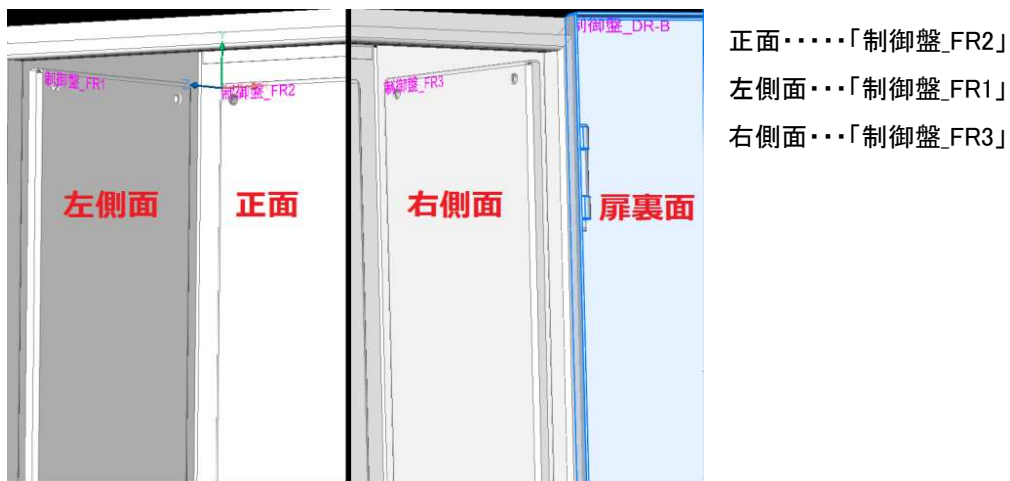 制御盤_DR-B
制御盤_FR1
制御盤_FR2
制御盤_FR3
Y
Z
左側面
正面
右側面
扉裏面
正面・・・・・「制御盤_FR2」
左側面・・・「制御盤_FR1」
右側面・・・「制御盤_FR3」